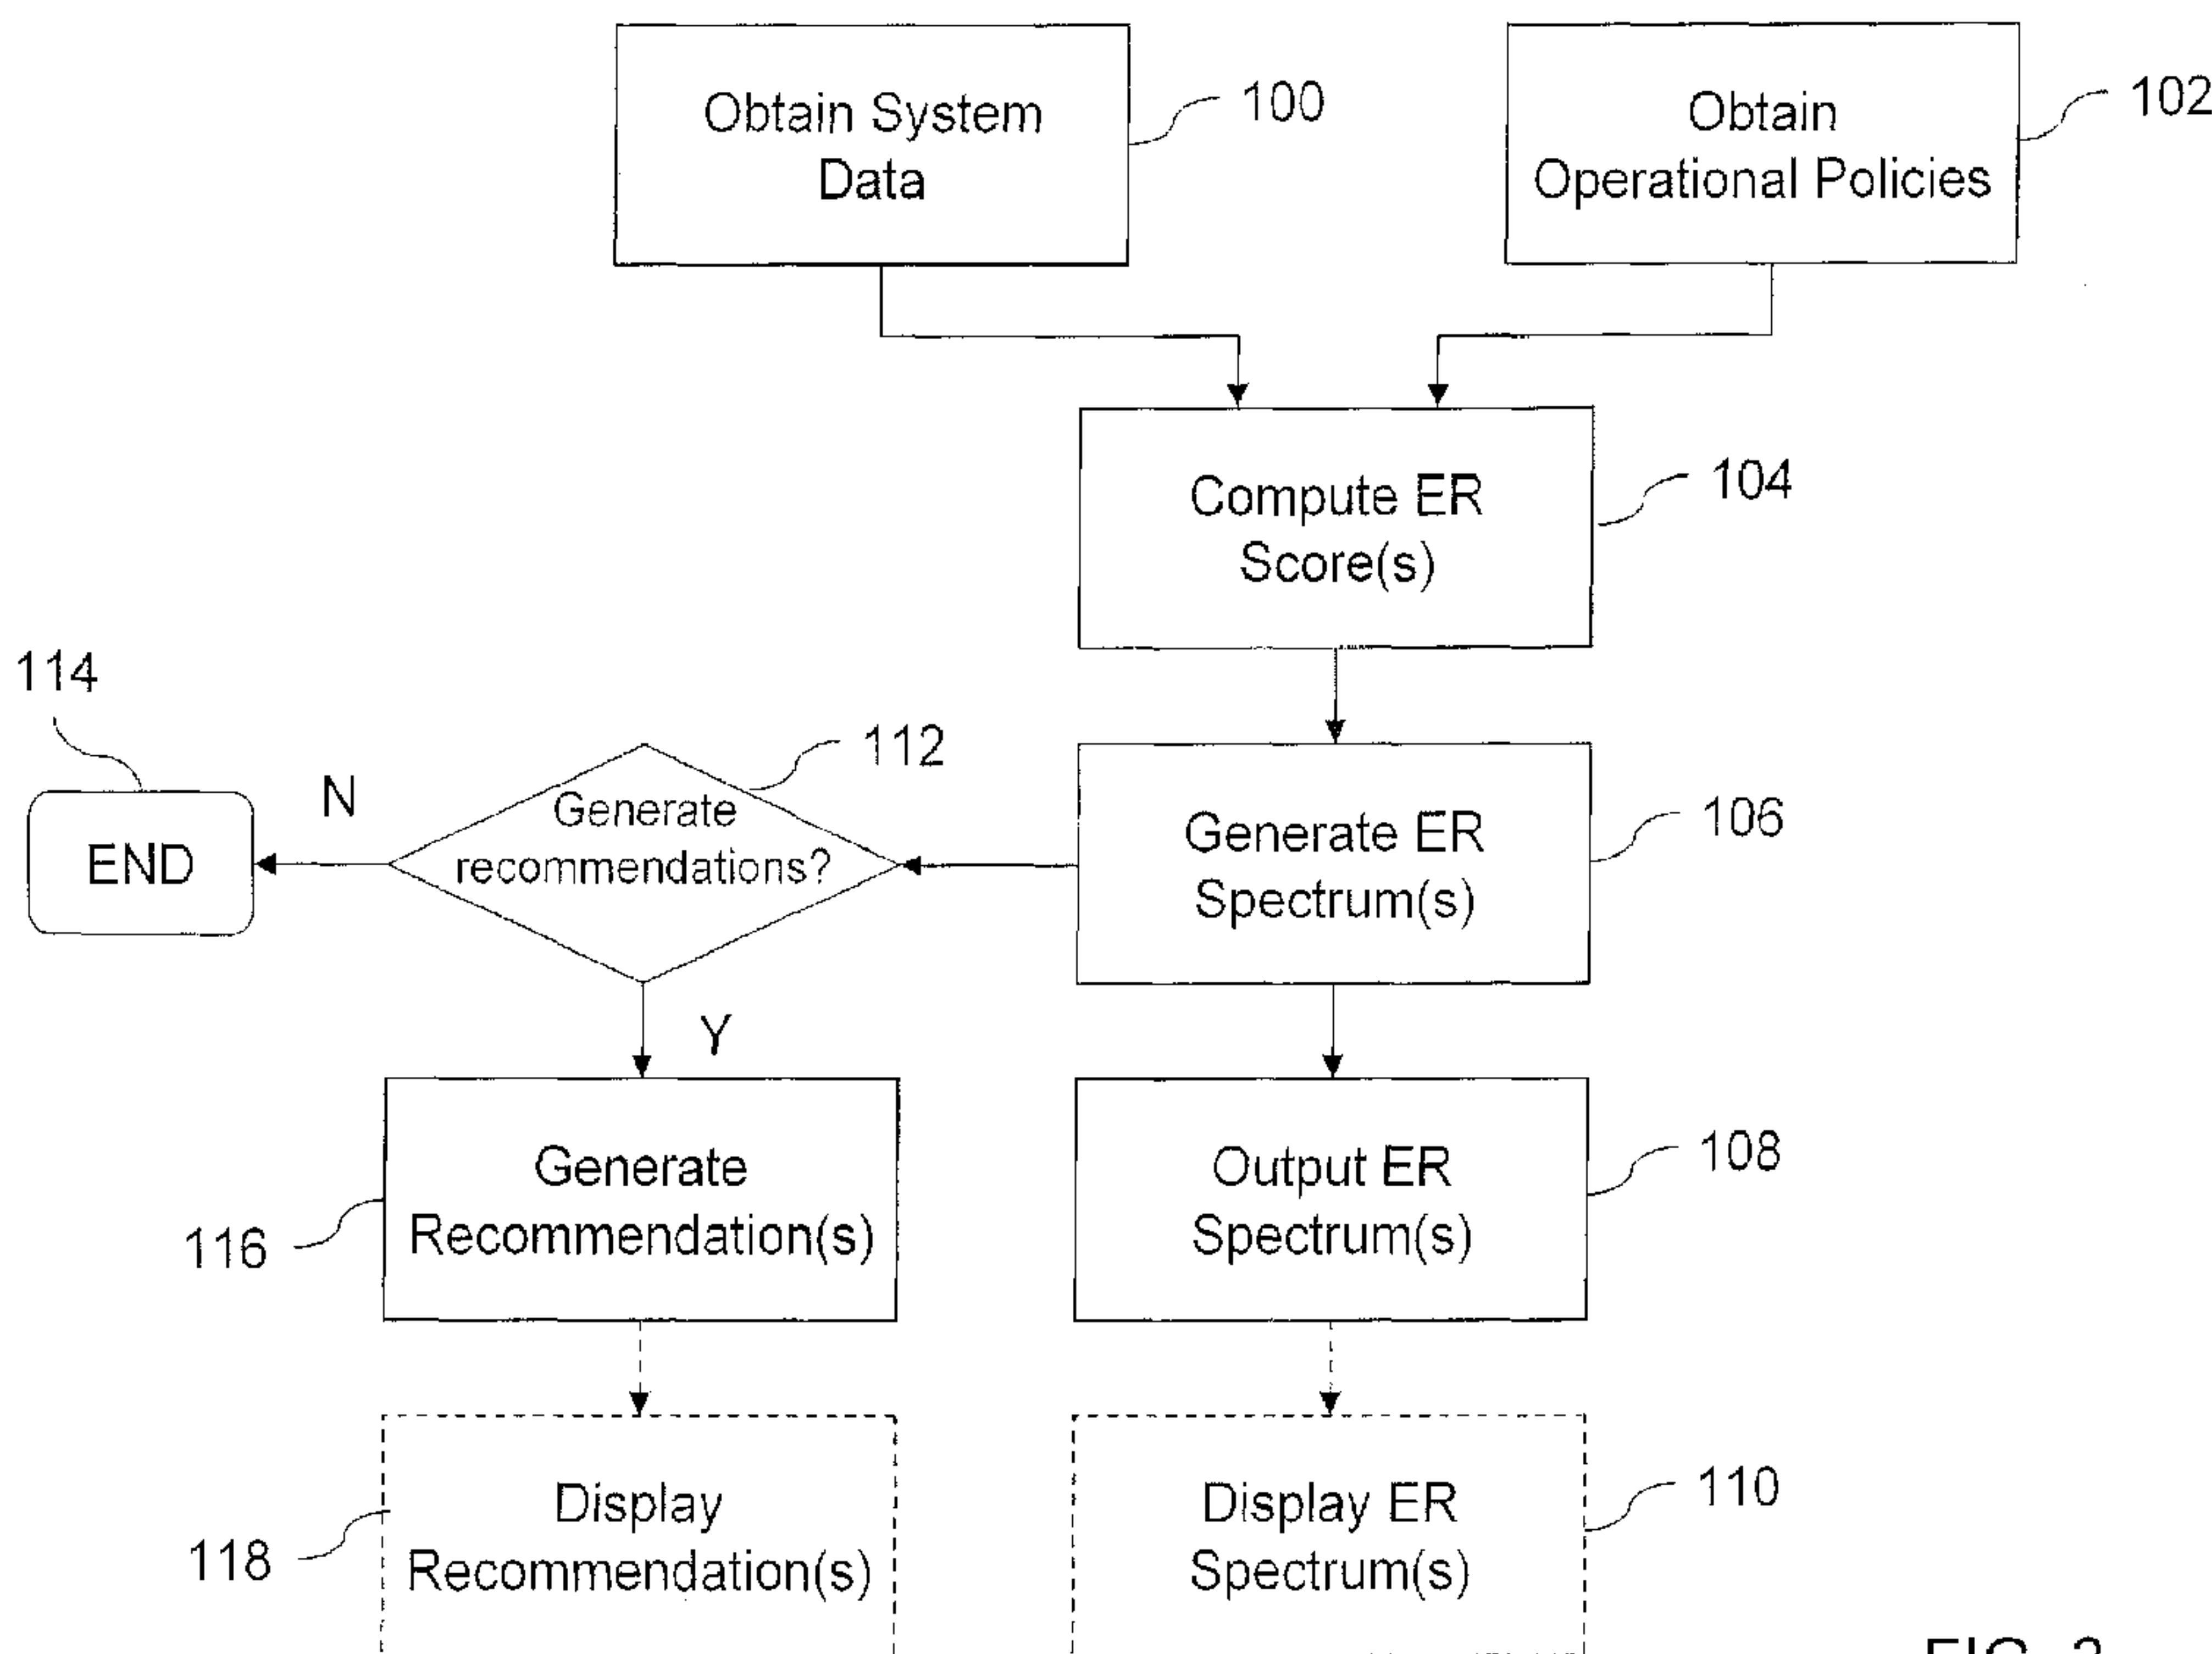 Obtain System
Data
100
Obtain
Operational Policies
102
Compute ER
Score(s)
104
114
END
N
Generate
recommendations?
112
Generate ER
Spectrum(s)
106
Y
Generate
Recommendation(s)
116
Output ER
Spectrum(s)
108
Display
Recommendation(s)
118
Display ER
Spectrum(s)
110
FIG.